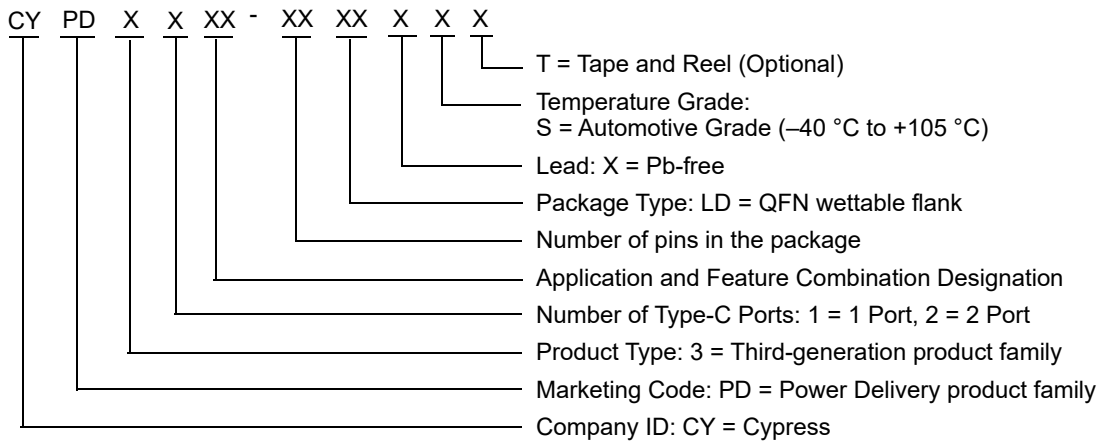 CY PD X X XX - XX XX X X X
T = Tape and Reel (Optional)
Temperature Grade:
S = Automotive Grade (–40 °C to +105 °C)
Lead: X = Pb-free
Package Type: LD = QFN wettable flank
Number of pins in the package
Application and Feature Combination Designation
Number of Type-C Ports: 1 = 1 Port, 2 = 2 Port
Product Type: 3 = Third-generation product family
Marketing Code: PD = Power Delivery product family
Company ID: CY = Cypress